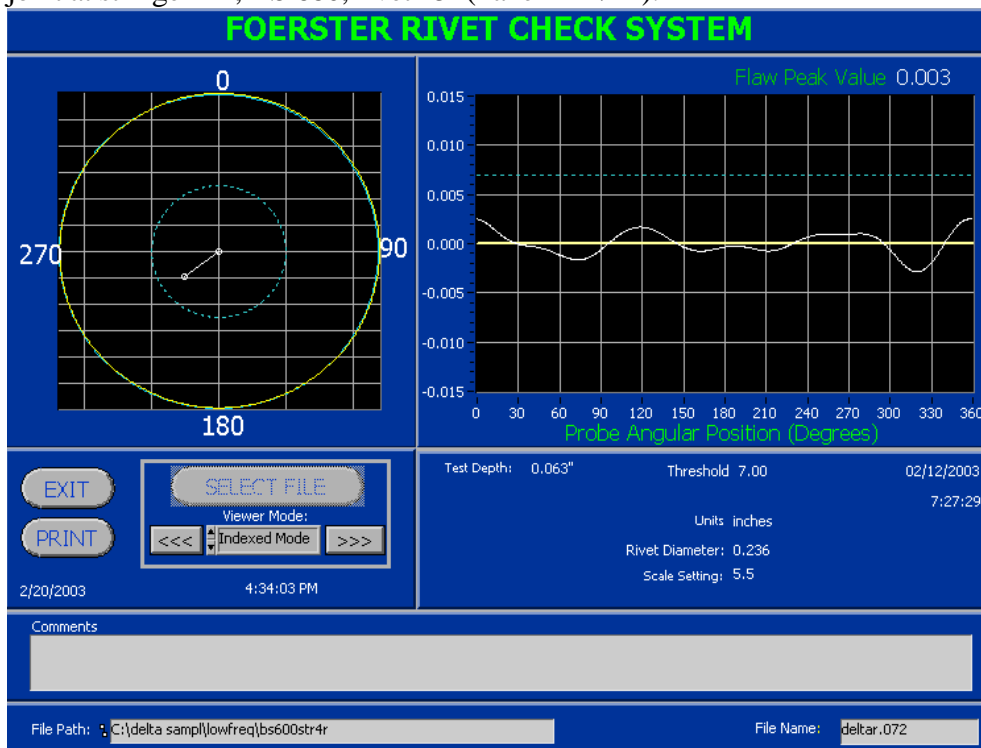 FOERSTER RIVET CHECK SYSTEM
0
270
90
180
Flaw Peak Value 0.003
0.015
0.010
0.005
0.000
-0.005
-0.010
-0.015
0 30 60 90 120 150 180 210 240 270 300 330 360
Probe Angular Position (Degrees)
EXIT
PRINT
SELECT FILE
Viewer Mode:
<<< Indexed Mode >>>
2/20/2003 4:34:03 PM
Test Depth: 0.063" Threshold 7.00 02/12/2003
7:27:29
Units inches
Rivet Diameter: 0.236
Scale Setting: 5.5
Comments
File Path: C:\delta sampl\lowfreq\bs600str4r
File Name: deltar.072